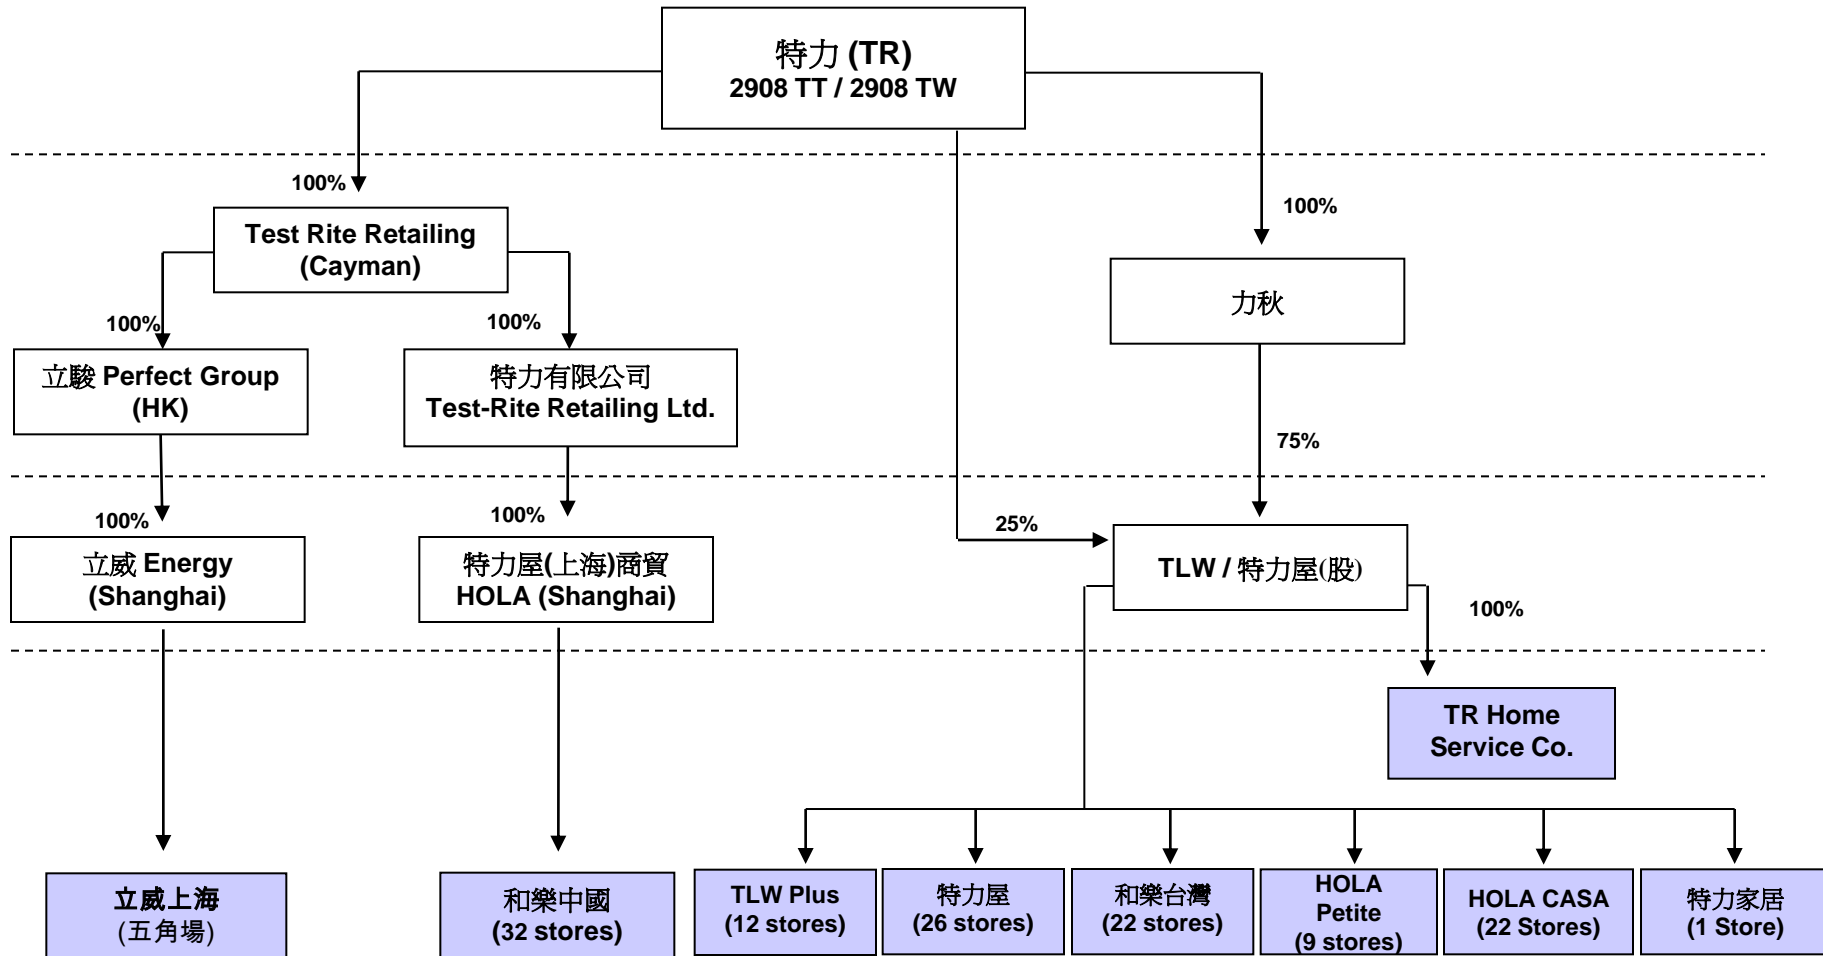 特力 (TR)
2908 TT / 2908 TW
100%
Test Rite Retailing
(Cayman)
100%
力秋
100%
100%
立駿 Perfect Group
(HK)
特力有限公司
Test-Rite Retailing Ltd.
75%
100%
100%
25%
立威 Energy
(Shanghai)
特力屋(上海)商貿
HOLA (Shanghai)
TLW / 特力屋(股)
100%
TR Home
Service Co.
立威上海
(五角場)
和樂中國
(32 stores)
TLW Plus
(12 stores)
特力屋
(26 stores)
和樂台灣
(22 stores)
HOLA
Petite
(9 stores)
HOLA CASA
(22 Stores)
特力家居
(1 Store)